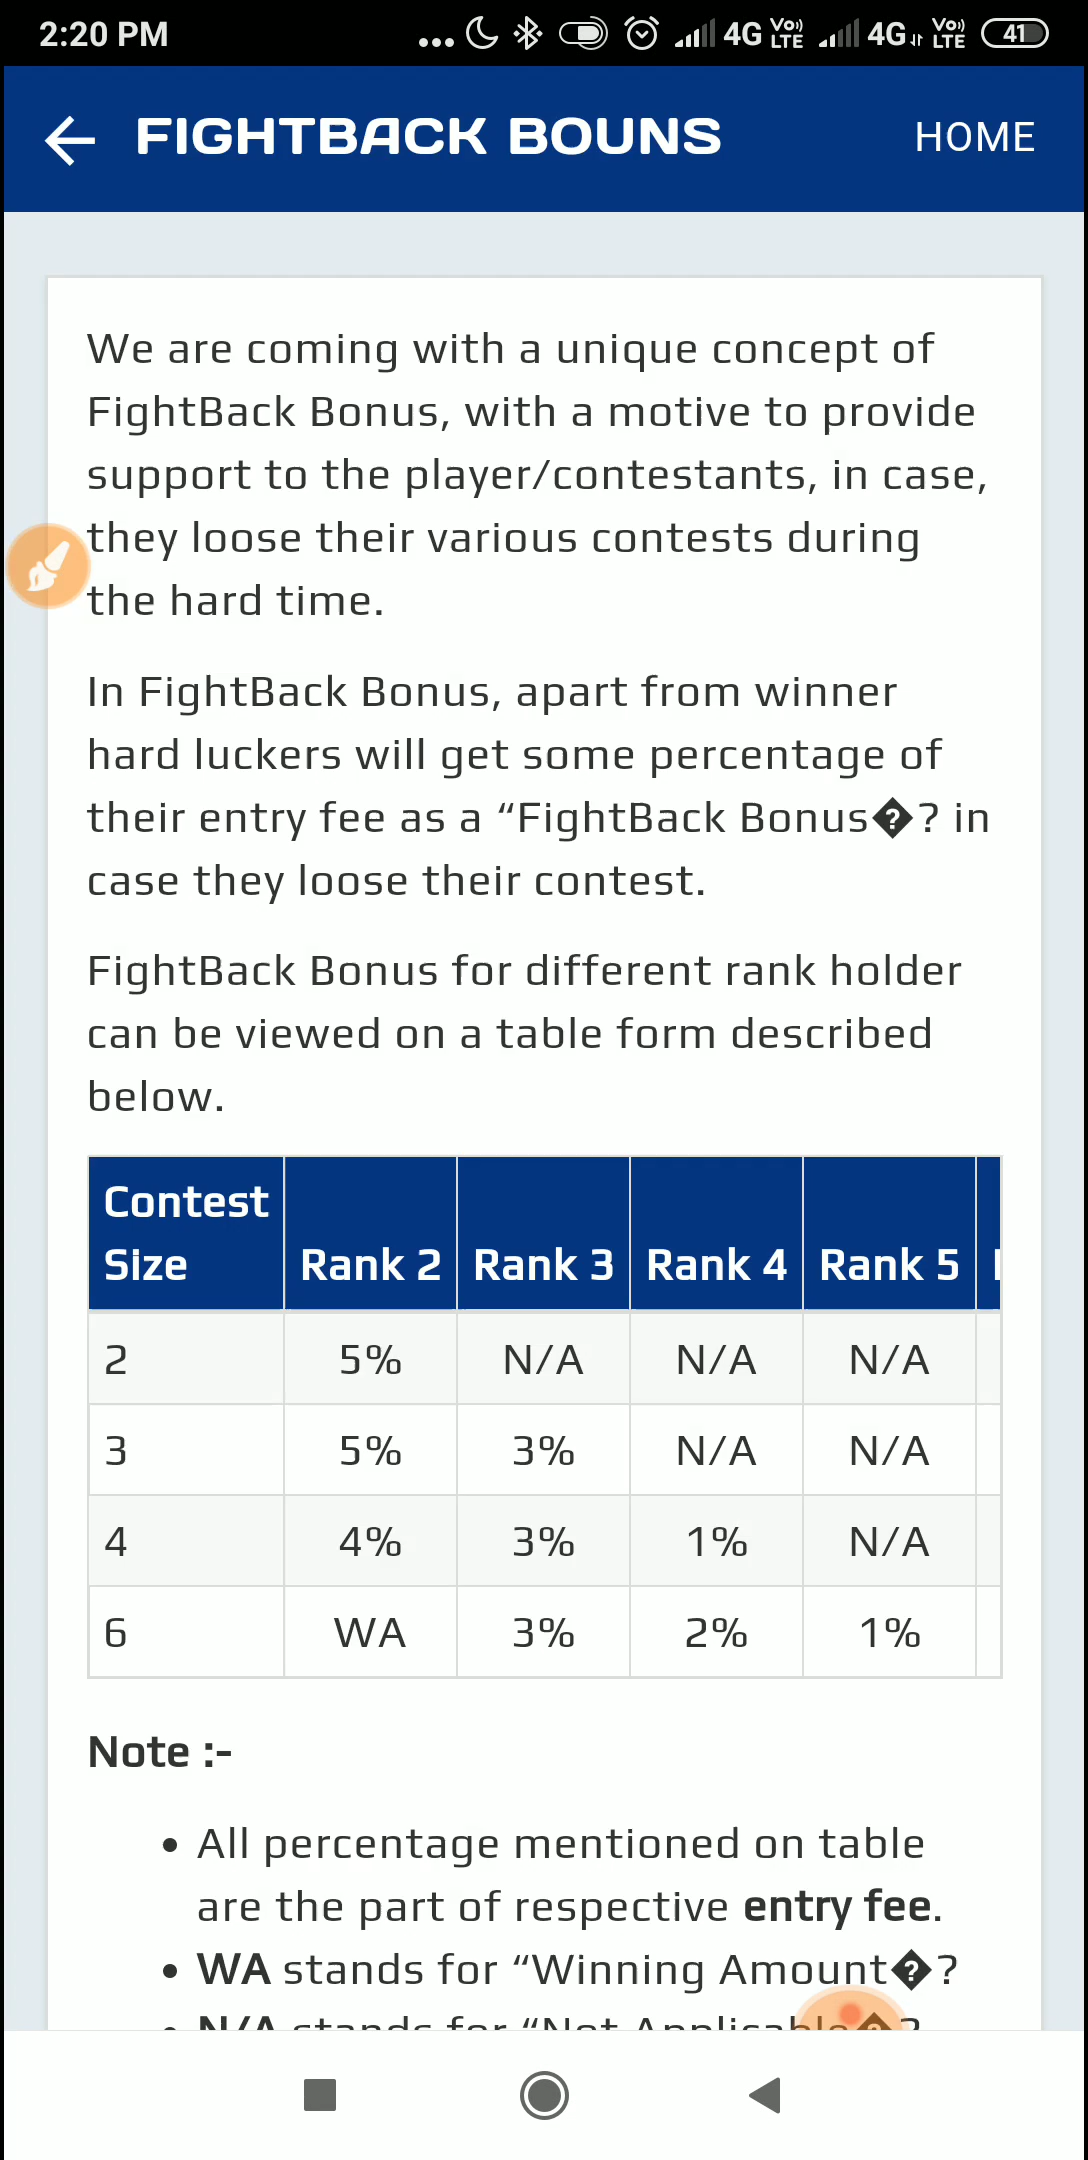 2:20 PM
... 4G VoLTE 4G VoLTE 41
FIGHTBACK BOUNS
HOME
We are coming with a unique concept of
FightBack Bonus, with a motive to provide
support to the player/contestants, in case,
they loose their various contests during
the hard time.
In FightBack Bonus, apart from winner
hard luckers will get some percentage of
their entry fee as a “FightBack Bonus�? in
case they loose their contest.
FightBack Bonus for different rank holder
can be viewed on a table form described
below.
Contest Size Rank 2 Rank 3 Rank 4 Rank 5
2 5% N/A N/A N/A
3 5% 3% N/A N/A
4 4% 3% 1% N/A
6 WA 3% 2% 1%
Note :-
• All percentage mentioned on table
are the part of respective entry fee.
• WA stands for “Winning Amount�?
• N/A stands for “Not Applicable�?